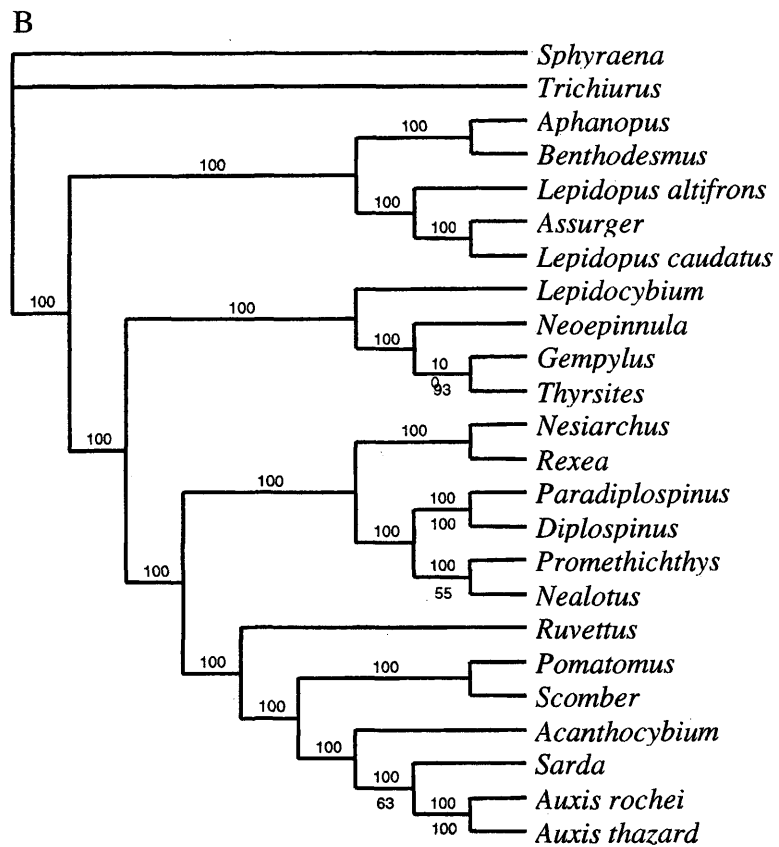 B
Sphyraena
Trichiurus
100
Aphanopus
Benthodesmus
100
Lepidopus altifrons
100
Assurger
100
Lepidopus caudatus
Lepidocybium
100
100
Neoepinnula
100
10
Gempylus
0
93
Thyrsites
Nesiarchus
100
100
Rexea
100
100
Paradiplospinus
100
100
Diplospinus
100
Promethichthys
100
55
Nealotus
Ruvettus
100
Pomatomus
100
Scomber
100
Acanthocybium
100
Sarda
100
63
Auxis rochei
100
100
Auxis thazard